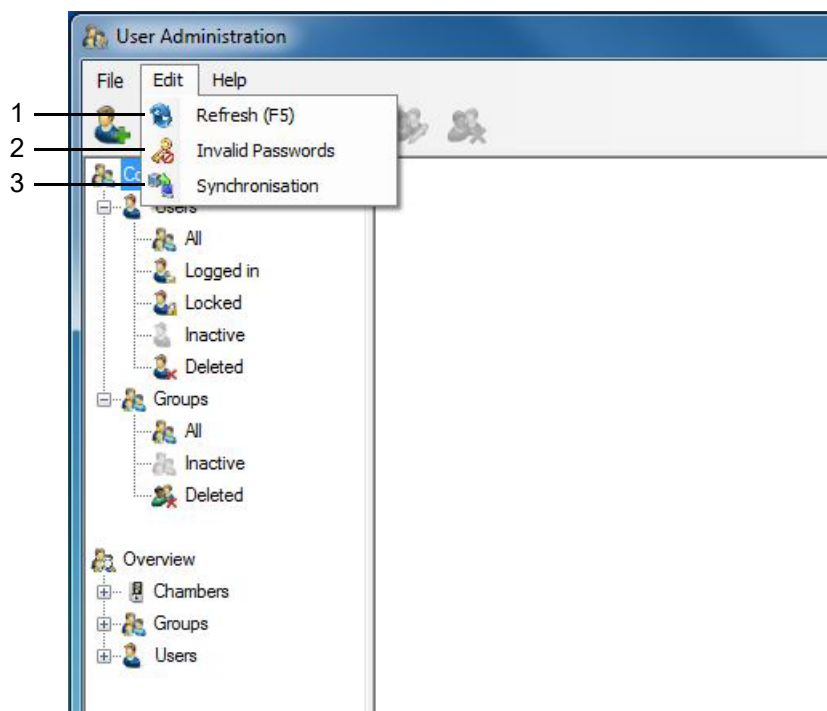 User Administration
File Edit Help
1 Refresh (F5)
2 Invalid Passwords
3 Synchronisation
Users
All
Logged in
Locked
Inactive
Deleted
Groups
All
Inactive
Deleted
Overview
Chambers
Groups
Users